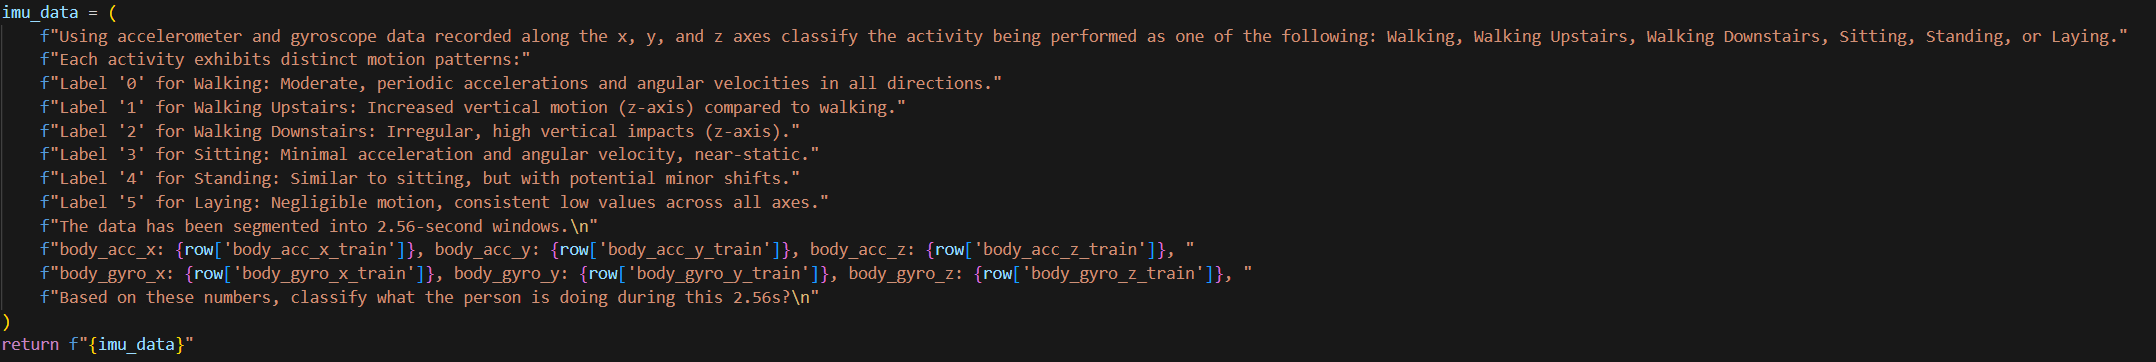 imu_data = (
    f"Using accelerometer and gyroscope data recorded along the x, y, and z axes classify the activity being performed as one of the following: Walking, Walking Upstairs, Walking Downstairs, Sitting, Standing, or Laying."
    f"Each activity exhibits distinct motion patterns:"
    f"Label '0' for Walking: Moderate, periodic accelerations and angular velocities in all directions."
    f"Label '1' for Walking Upstairs: Increased vertical motion (z-axis) compared to walking."
    f"Label '2' for Walking Downstairs: Irregular, high vertical impacts (z-axis)."
    f"Label '3' for Sitting: Minimal acceleration and angular velocity, near-static."
    f"Label '4' for Standing: Similar to sitting, but with potential minor shifts."
    f"Label '5' for Laying: Negligible motion, consistent low values across all axes."
    f"The data has been segmented into 2.56-second windows.\n"
    f"body_acc_x: {row['body_acc_x_train']}, body_acc_y: {row['body_acc_y_train']}, body_acc_z: {row['body_acc_z_train']}, "
    f"body_gyro_x: {row['body_gyro_x_train']}, body_gyro_y: {row['body_gyro_y_train']}, body_gyro_z: {row['body_gyro_z_train']}, "
    f"Based on these numbers, classify what the person is doing during this 2.56s?\n"
)
return f"{imu_data}"